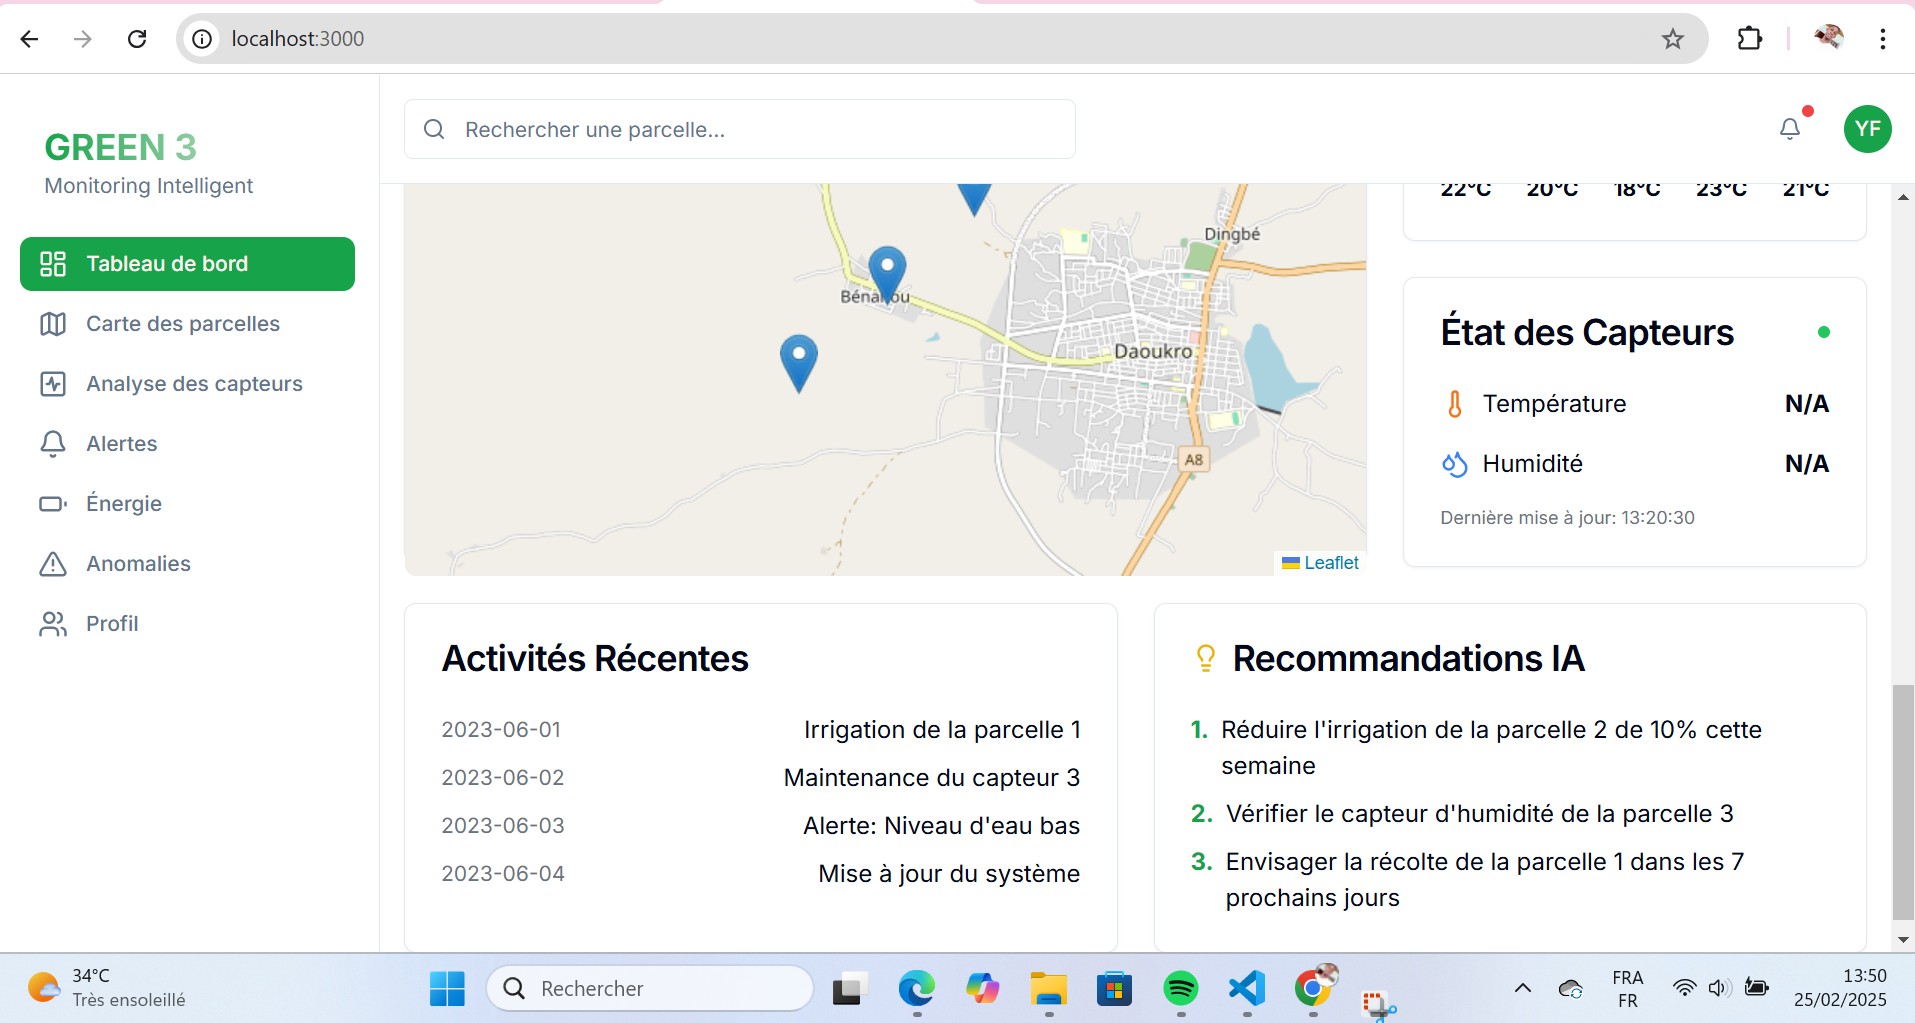 localhost:3000
GREEN 3
Monitoring Intelligent
Rechercher une parcelle...
YF
Tableau de bord
Carte des parcelles
Analyse des capteurs
Alertes
Énergie
Anomalies
Profil
Dingbé
Daoukro
A8
Leaflet
22°C 20°C 18°C 23°C 21°C
État des Capteurs
Température N/A
Humidité N/A
Dernière mise à jour: 13:20:30
Activités Récentes
2023-06-01 Irrigation de la parcelle 1
2023-06-02 Maintenance du capteur 3
2023-06-03 Alerte: Niveau d'eau bas
2023-06-04 Mise à jour du système
Recommandations IA
1. Réduire l'irrigation de la parcelle 2 de 10% cette
semaine
2. Vérifier le capteur d'humidité de la parcelle 3
3. Envisager la récolte de la parcelle 1 dans les 7
prochains jours
34°C
Très ensoleillé
Rechercher
FRA
FR
13:50
25/02/2025